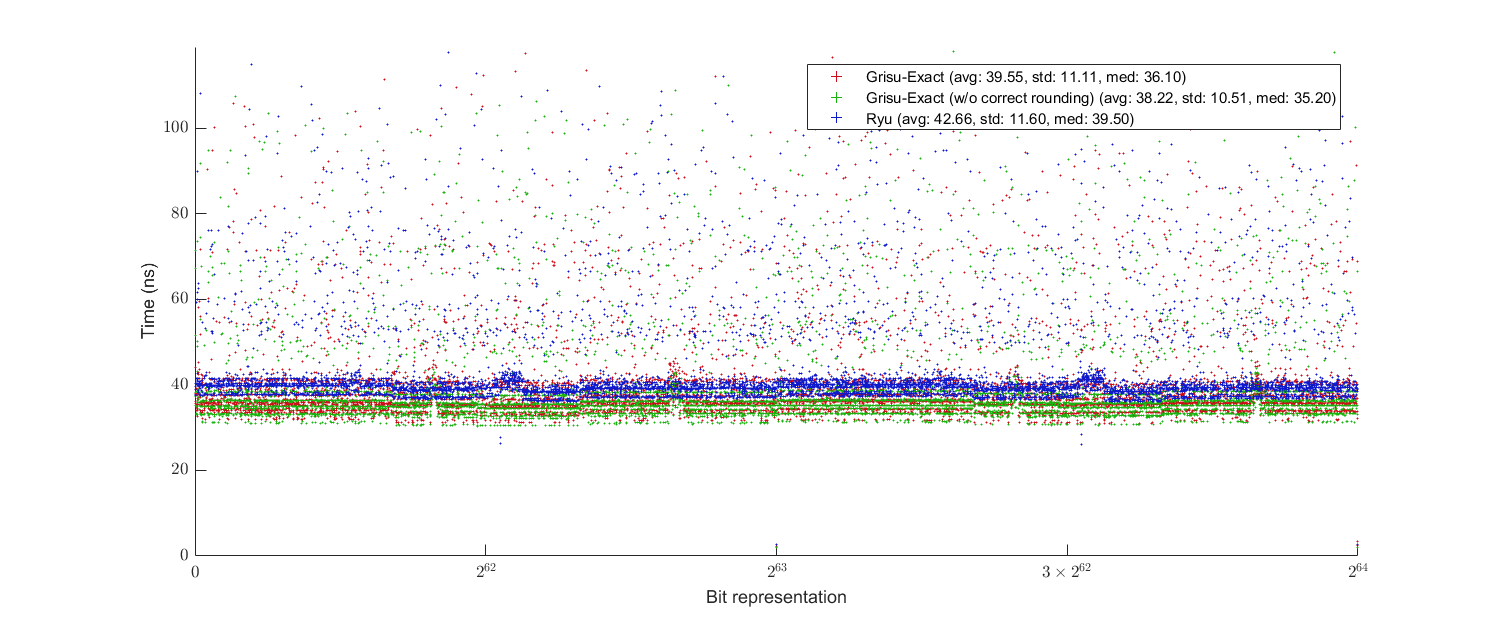 Grisu-Exact (avg: 39.55, std: 11.11, med: 36.10)
Grisu-Exact (w/o correct rounding) (avg: 38.22, std: 10.51, med: 35.20)
Ryu (avg: 42.66, std: 11.60, med: 39.50)
100
80
60
40
20
0
Time (ns)
0 2^62 2^63 3 × 2^62 2^64
Bit representation